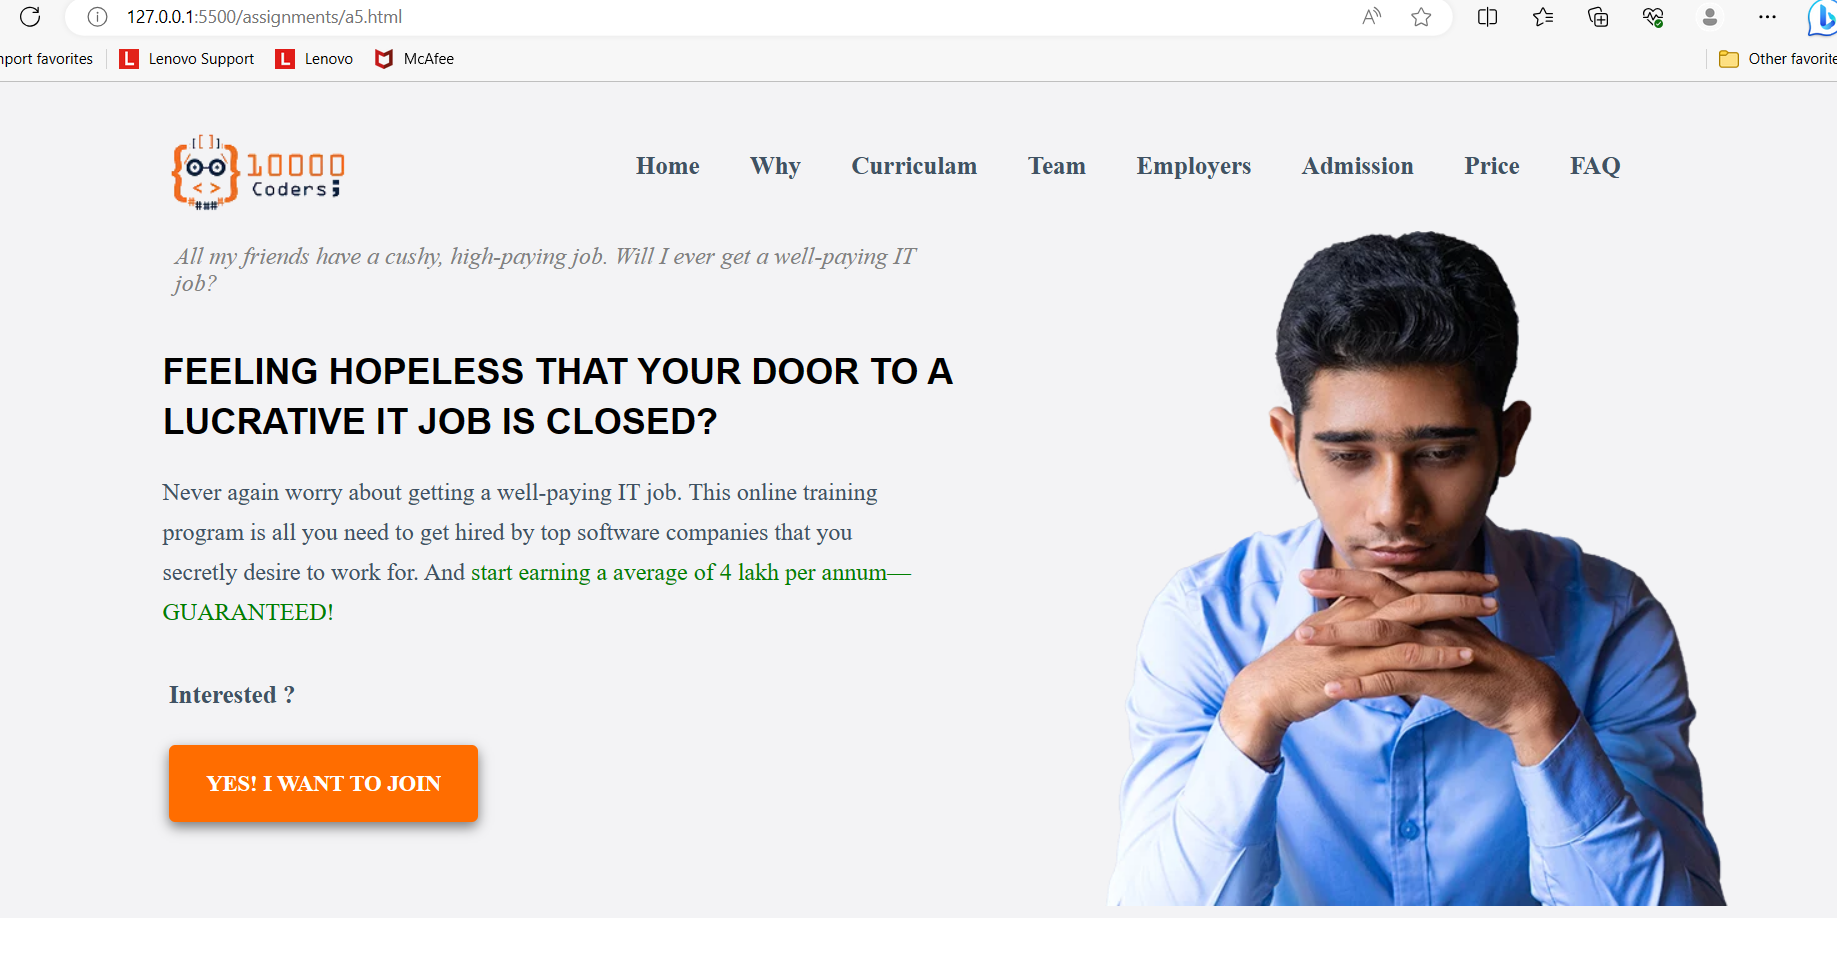 127.0.0.1:5500/assignments/a5.html
favorites
Lenovo Support
Lenovo
McAfee
Other
10000
Coders;
Home Why Curriculam Team Employers Admission Price FAQ
All my friends have a cushy, high-paying job. Will I ever get a well-paying IT
job?
FEELING HOPELESS THAT YOUR DOOR TO A
LUCRATIVE IT JOB IS CLOSED?
Never again worry about getting a well-paying IT job. This online training
program is all you need to get hired by top software companies that you
secretly desire to work for. And start earning a average of 4 lakh per annum—
GUARANTEED!
Interested ?
YES! I WANT TO JOIN